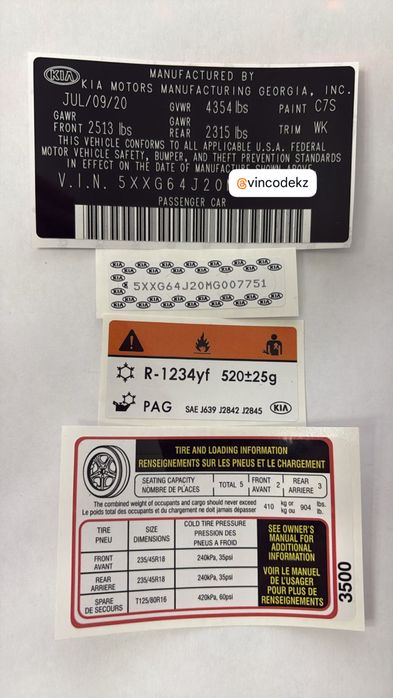 KIA
MANUFACTURED BY
KIA MOTORS MANUFACTURING GEORGIA, INC.
JUL/09/20 GVWR 4354 lbs PAINT C7S
GAWR GAWR
FRONT 2513 lbs REAR 2315 lbs TRIM WK
THIS VEHICLE CONFORMS TO ALL APPLICABLE U.S.A. FEDERAL
MOTOR VEHICLE SAFETY, BUMPER, AND THEFT PREVENTION STANDARDS
IN EFFECT ON THE DATE OF MANUFACTURE SHOWN ABOVE
V.I.N. 5XXG64J20
@vincodekz
PASSENGER CAR
5XXG64J20MG007751
R-1234yf 520±25g
PAG SAE J639 J2842 J2845 KIA
TIRE AND LOADING INFORMATION
RENSEIGNEMENTS SUR LES PNEUS ET LE CHARGEMENT
SEATING CAPACITY
NOMBRE DE PLACES
TOTAL 5
FRONT
AVANT
2
REAR
ARRIERE
3
The combined weight of occupants and cargo should never exceed
Le poids total des occupants et du chargement ne doit jamais dépasser
410 kg or
kg ou
904 lbs.
lb.
TIRE
PNEU
SIZE
DIMENSIONS
COLD TIRE PRESSURE
PRESSION DES
PNEUS A FROID
FRONT
AVANT
235/45R18
240kPa, 35psi
REAR
ARRIERE
235/45R18
240kPa, 35psi
SPARE
DE SECOURS
T125/80R16
420kPa, 60psi
SEE OWNER'S
MANUAL FOR
ADDITIONAL
INFORMATION
VOIR LE MANUEL
DE L'USAGER
POUR PLUS DE
RENSEIGNEMENTS
3500